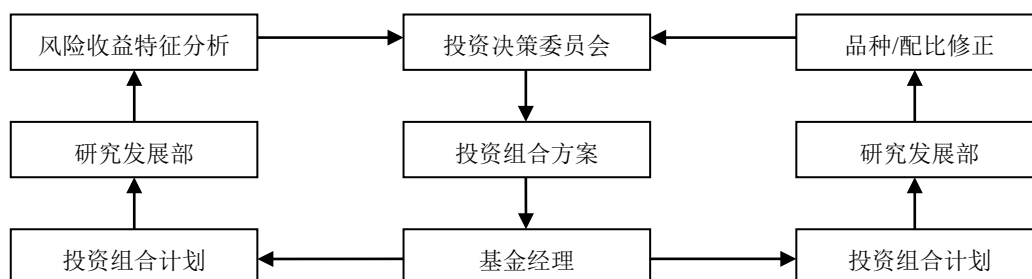 风险收益特征分析
投资决策委员会
品种/配比修正
研究发展部
投资组合方案
研究发展部
投资组合计划
基金经理
投资组合计划